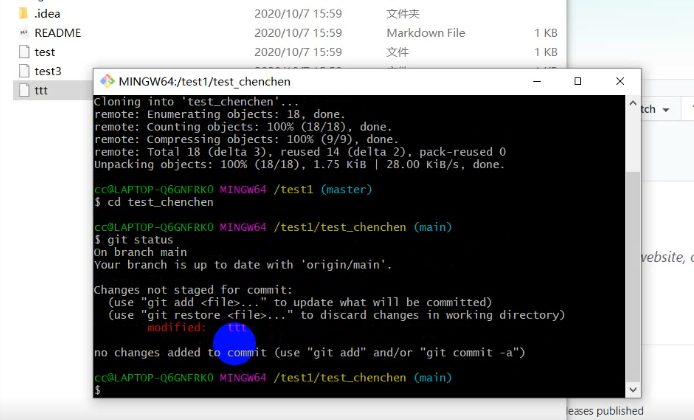 .idea 2020/10/7 15:59 文件夹
README 2020/10/7 15:59 Markdown File 1 KB
test 2020/10/7 15:59 文件 1 KB
test3
ttt
MINGW64:/test1/test_chenchen
Cloning into 'test_chenchen'...
remote: Enumerating objects: 18, done.
remote: Counting objects: 100% (18/18), done.
remote: Compressing objects: 100% (9/9), done.
remote: Total 18 (delta 3), reused 14 (delta 2), pack-reused 0
Unpacking objects: 100% (18/18), 1.75 KiB | 28.00 KiB/s, done.
cc@LAPTOP-Q6GNFRK0 MINGW64 /test1 (master)
$ cd test_chenchen
cc@LAPTOP-Q6GNFRK0 MINGW64 /test1/test_chenchen (main)
$ git status
On branch main
Your branch is up to date with 'origin/main'.
Changes not staged for commit:
(use "git add <file>..." to update what will be committed)
(use "git restore <file>..." to discard changes in working directory)
modified: ttt
no changes added to commit (use "git add" and/or "git commit -a")
cc@LAPTOP-Q6GNFRK0 MINGW64 /test1/test_chenchen (main)
$
tch
website, o
eases published